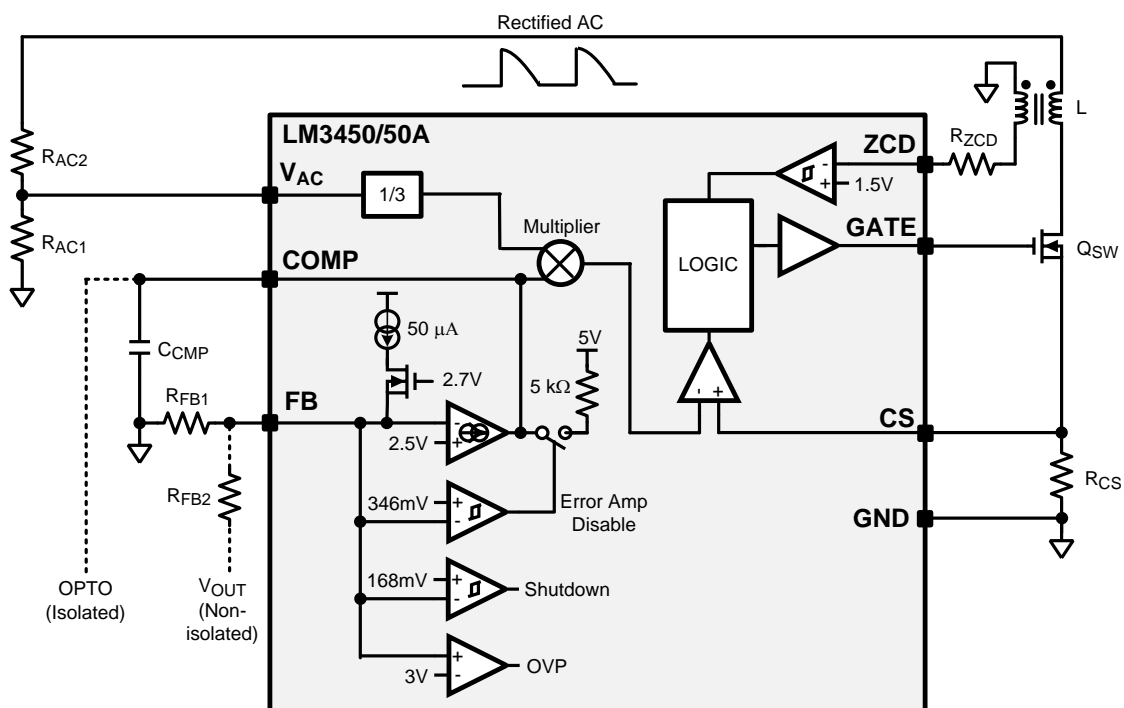 Rectified AC
LM3450/50A
RAC2
VAC
1/3
RAC1
Multiplier
COMP
ZCD
RZCD
L
1.5V
GATE
QSW
LOGIC
50 µA
CCMP
2.7V
5V
5 kΩ
RFB1
FB
-
2.5V
+
- +
CS
RFB2
346mV
+
-
Error Amp
Disable
RCS
GND
168mV
+
-
Shutdown
OPTO
(Isolated)
VOUT
(Non-
isolated)
+
3V
-
OVP
-
+